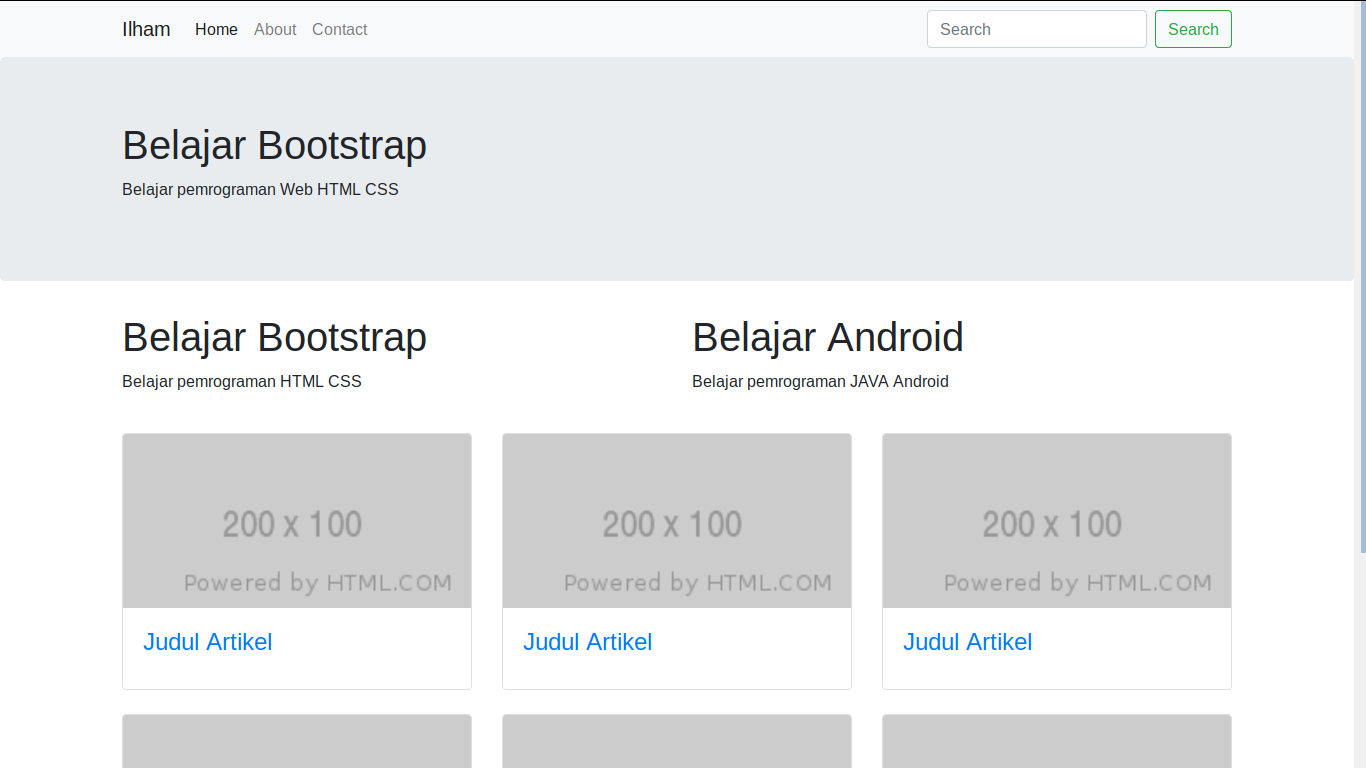 Ilham Home About Contact Search Search
Belajar Bootstrap
Belajar pemrograman Web HTML CSS
Belajar Bootstrap
Belajar pemrograman HTML CSS
Belajar Android
Belajar pemrograman JAVA Android
200 x 100
Powered by HTML.COM
Judul Artikel
200 x 100
Powered by HTML.COM
Judul Artikel
200 x 100
Powered by HTML.COM
Judul Artikel